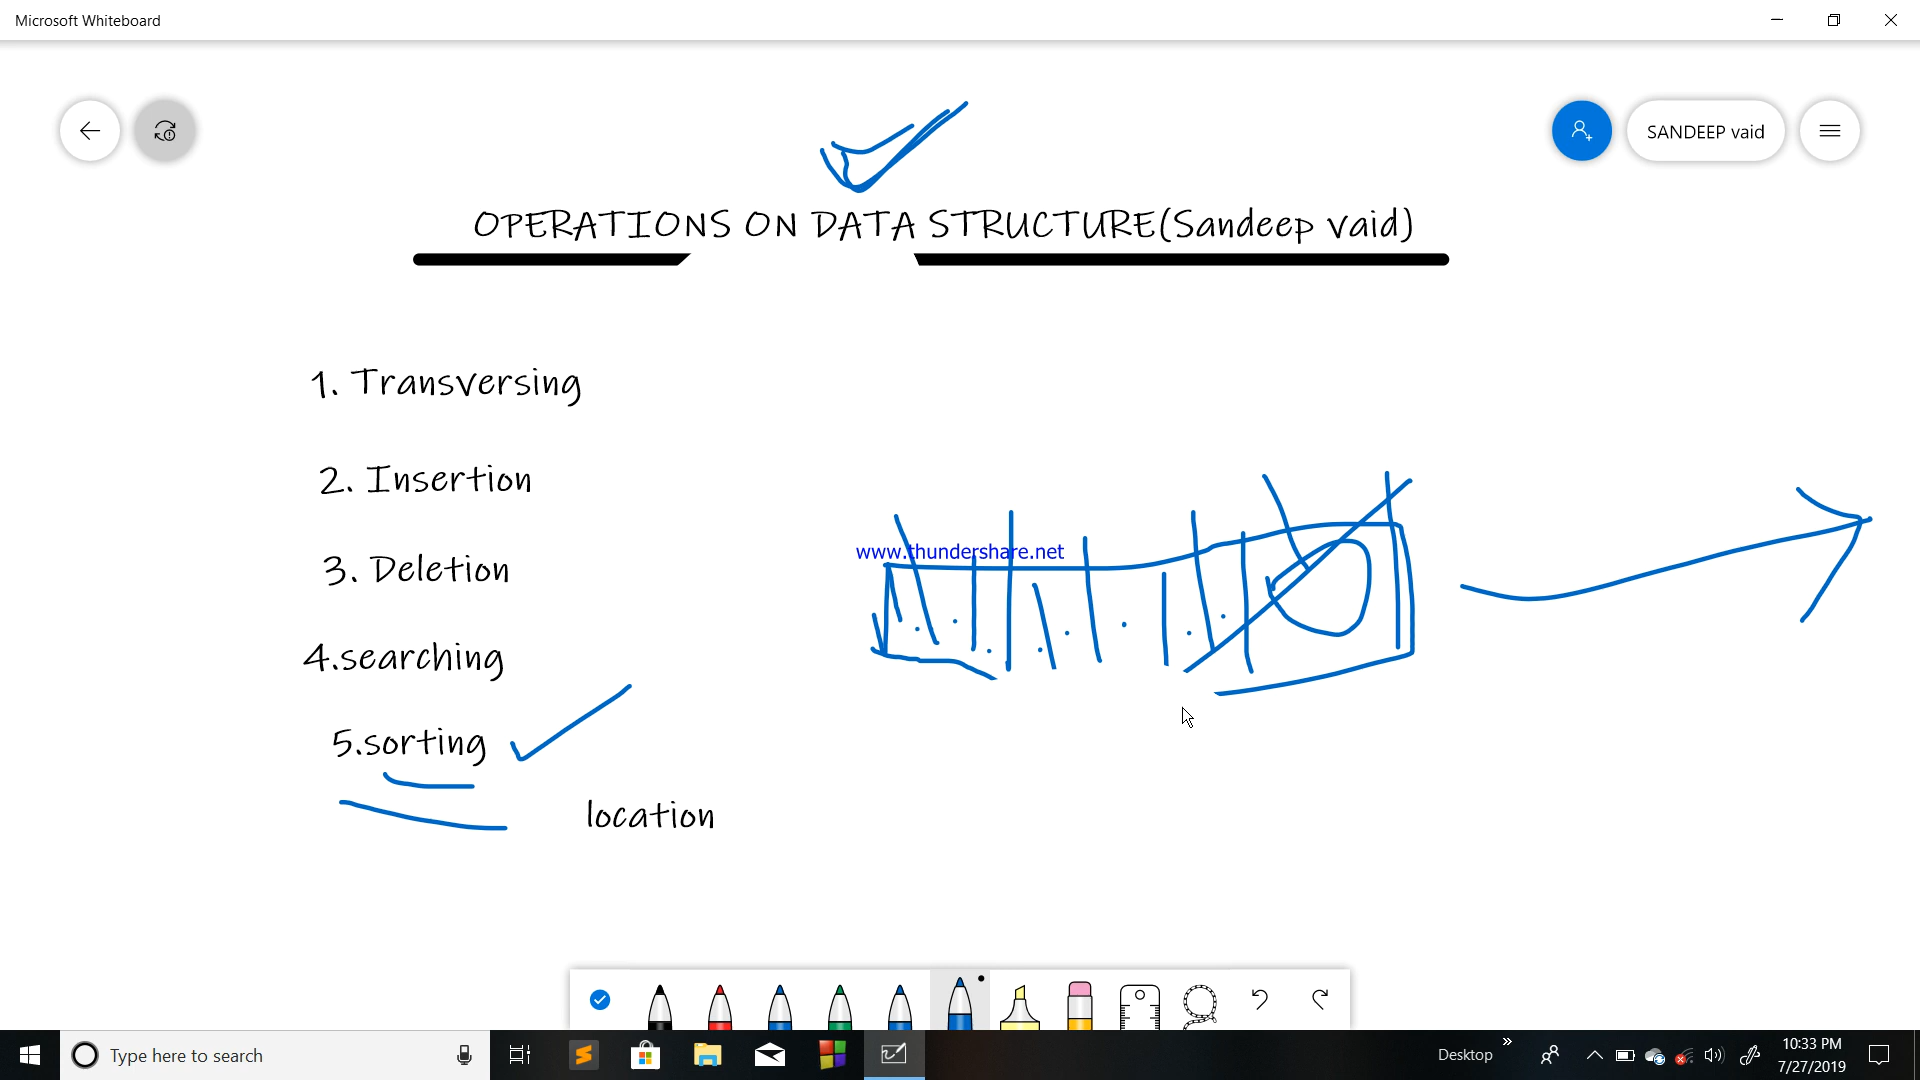 Microsoft Whiteboard
SANDEEP vaid
OPERATIONS ON DATA STRUCTURE(Sandeep vaid)
1. Transversing
2. Insertion
www.thundershare.net
3. Deletion
4.searching
5.sorting
location
Type here to search
Desktop
10:33 PM
7/27/2019